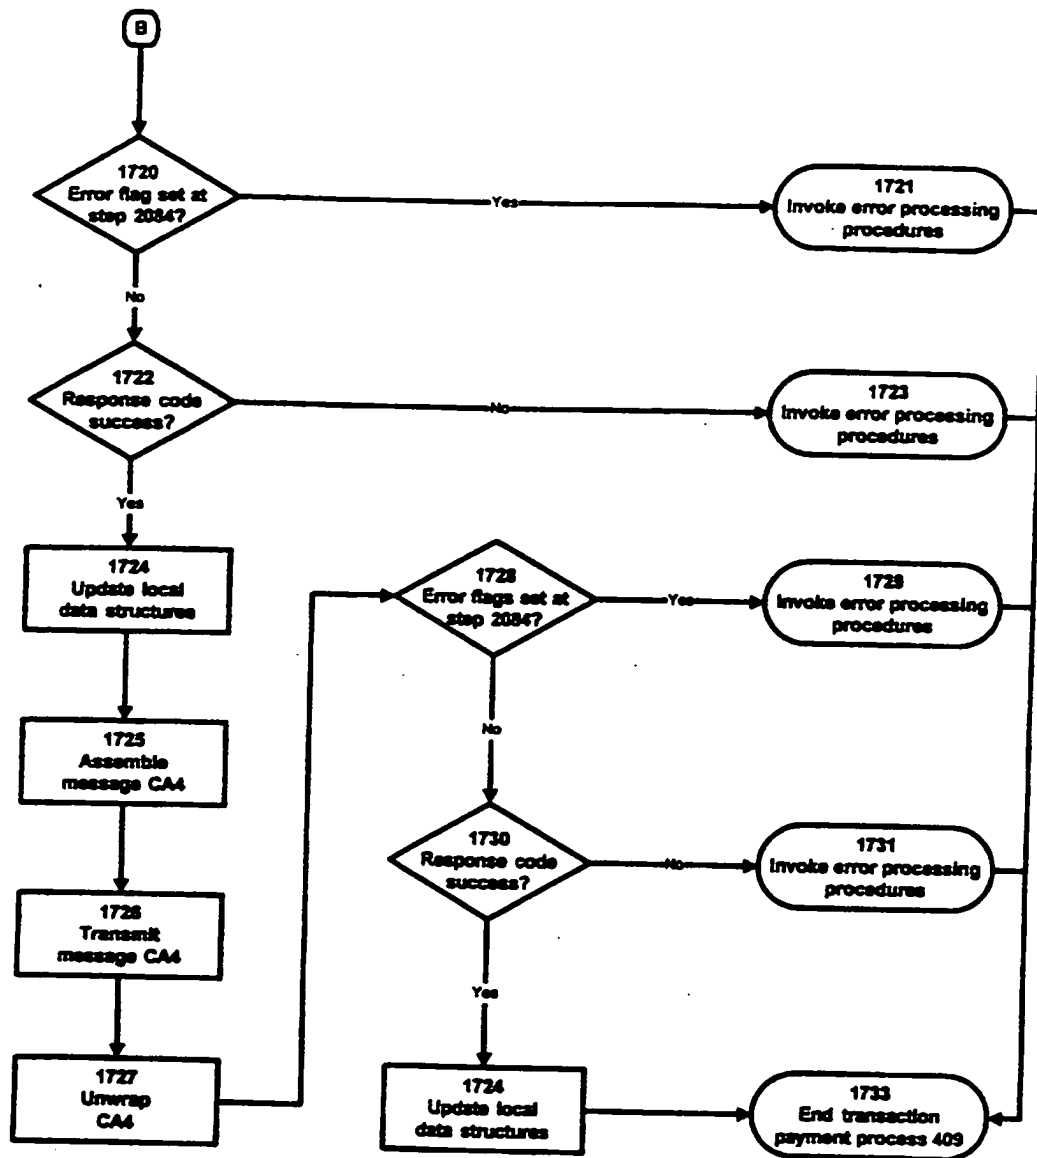 B
1720
Error flag set at
step 2084?
Yes
1721
Invoke error processing
procedures
No
1722
Response code
success?
No
1723
Invoke error processing
procedures
Yes
1724
Update local
data structures
1728
Error flags set at
step 2084?
Yes
1729
Invoke error processing
procedures
No
1725
Assemble
message CA4
1730
Response code
success?
No
1731
Invoke error processing
procedures
1726
Transmit
message CA4
Yes
1727
Unwrap
CA4
1724
Update local
data structures
1733
End transaction
payment process 409